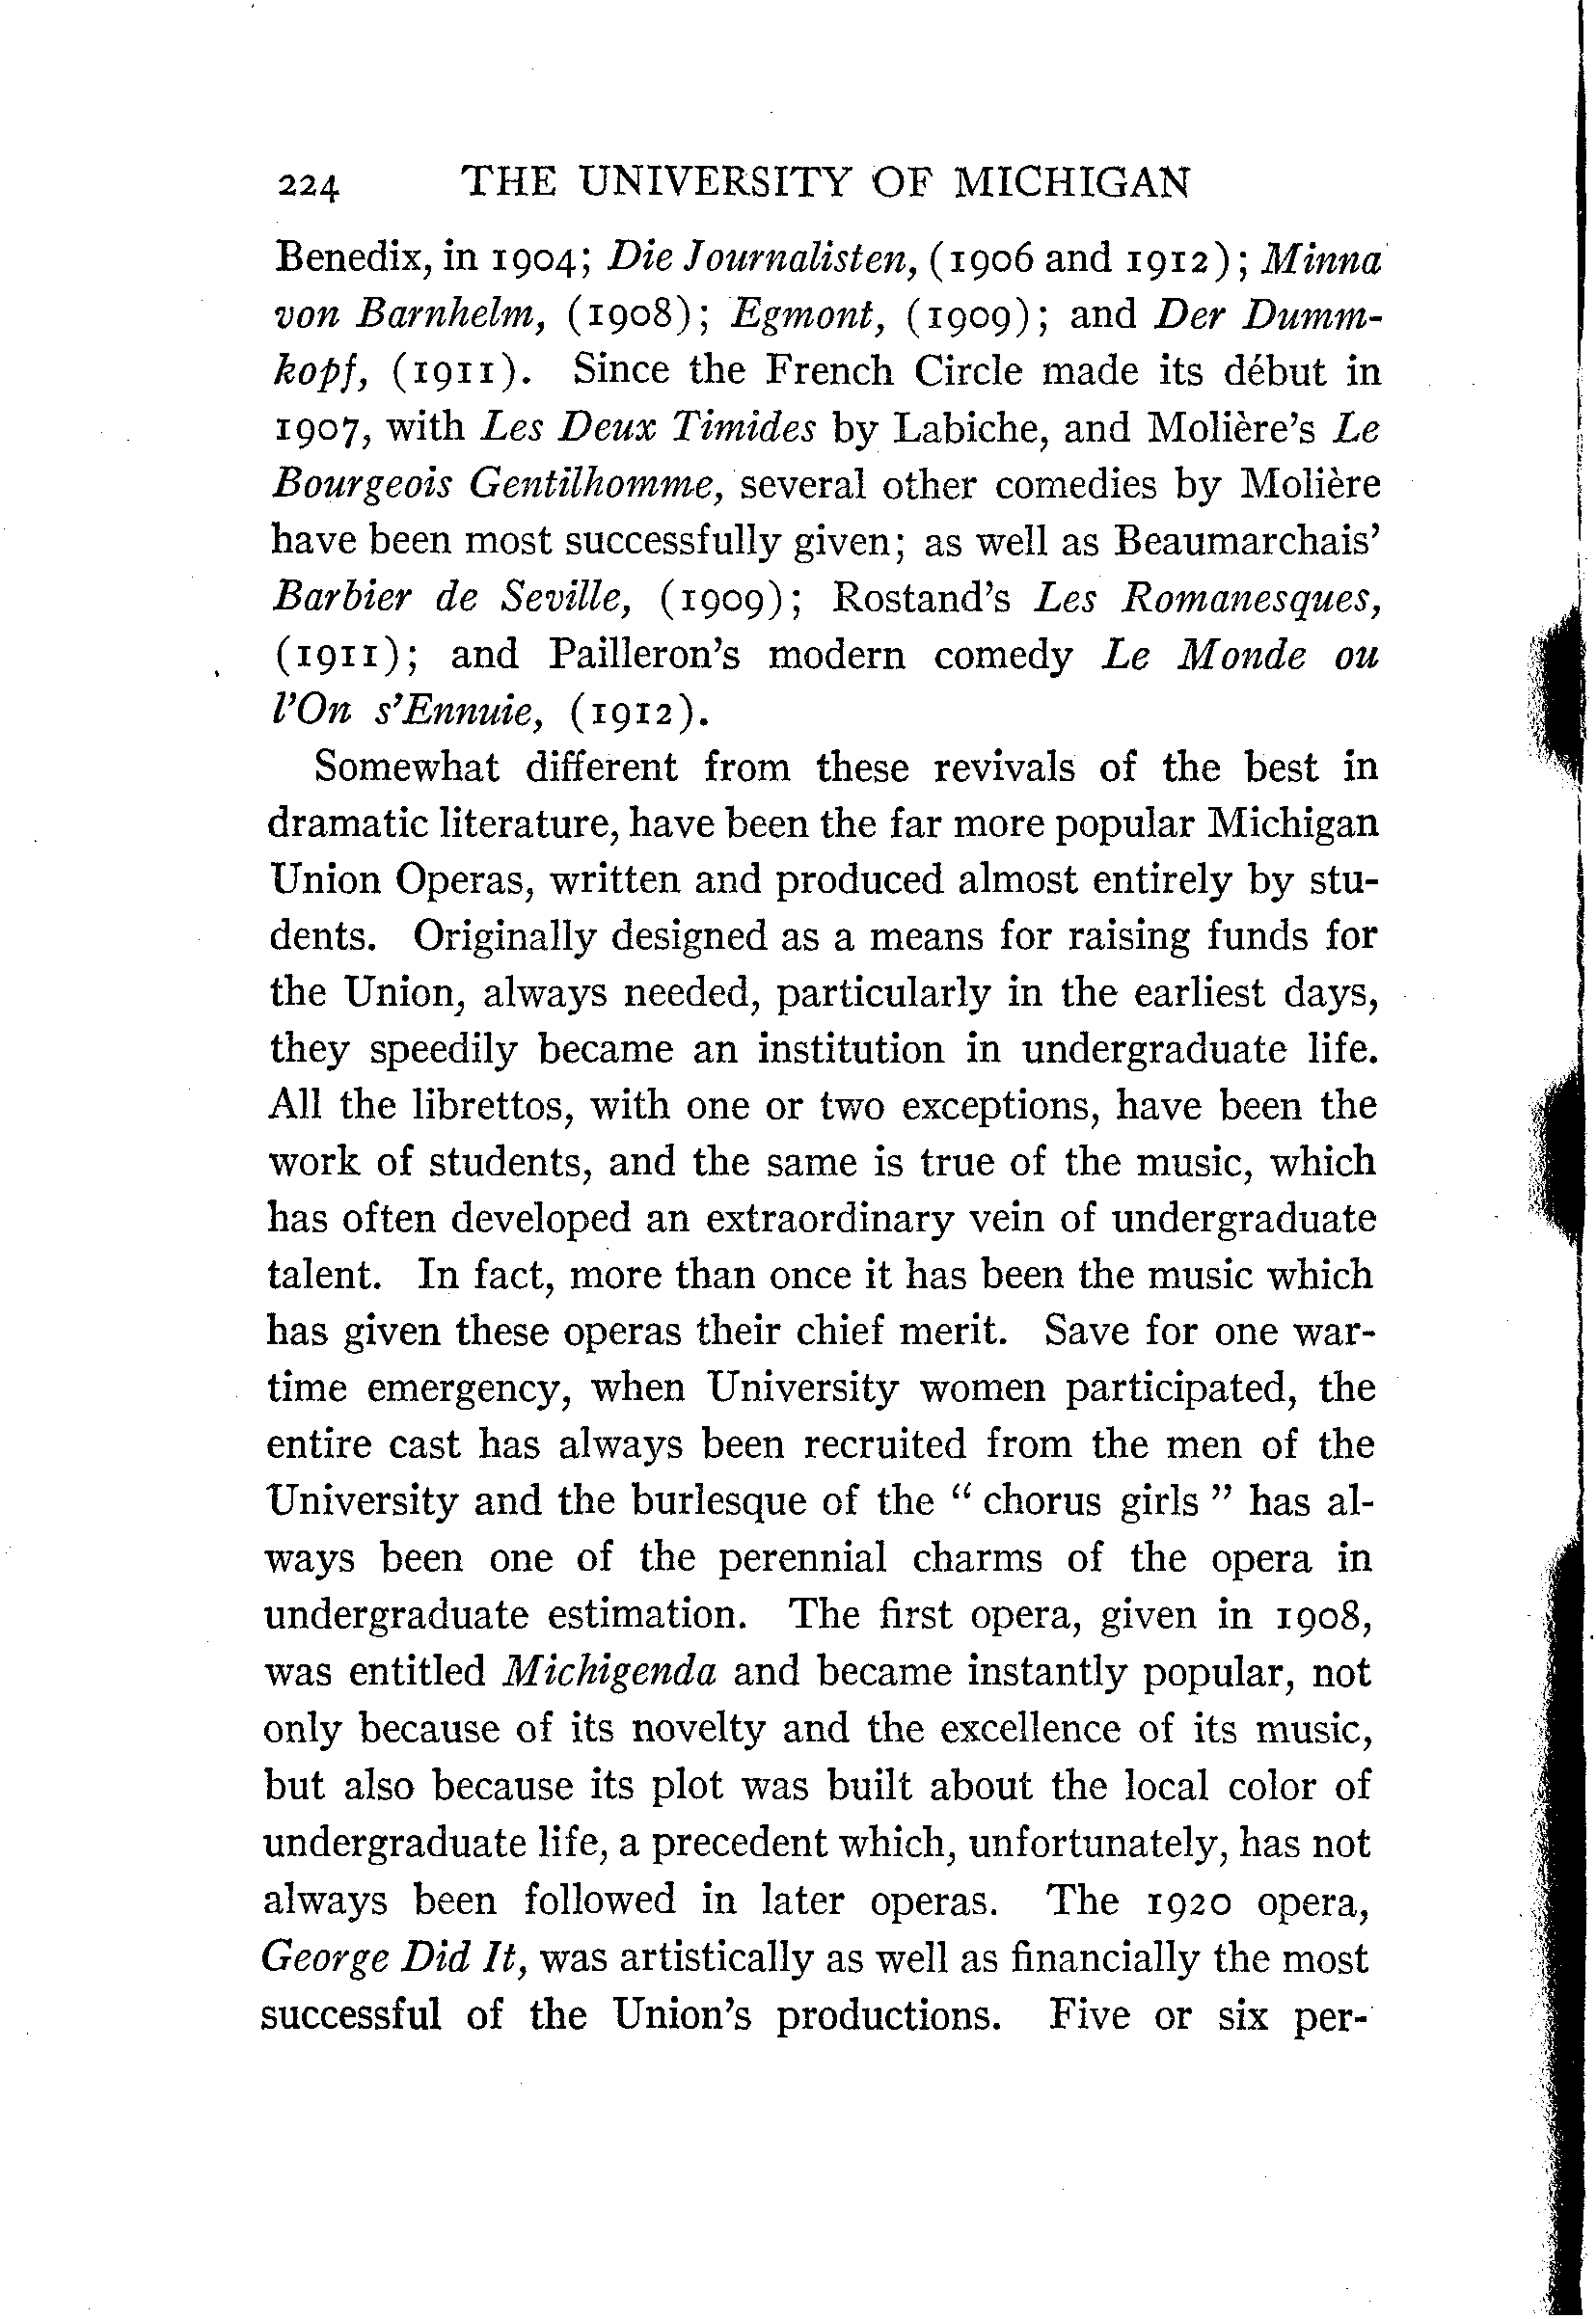 224 THE UNIVERSITY OF MICHIGAN
Benedix, in 1904; Die Journalisten, (1906 and 1912); Minna
von Barnhelm, (1908); Egmont, (1909); and Der Dumm-
kopf, (1911). Since the French Circle made its début in
1907, with Les Deux Timides by Labiche, and Molière's Le
Bourgeois Gentilhomme, several other comedies by Molière
have been most successfully given; as well as Beaumarchais'
Barbier de Seville, (1909); Rostand's Les Romanesques,
(1911); and Pailleron's modern comedy Le Monde ou
l'On s'Ennuie, (1912).
Somewhat different from these revivals of the best in
dramatic literature, have been the far more popular Michigan
Union Operas, written and produced almost entirely by stu-
dents. Originally designed as a means for raising funds for
the Union, always needed, particularly in the earliest days,
they speedily became an institution in undergraduate life.
All the librettos, with one or two exceptions, have been the
work of students, and the same is true of the music, which
has often developed an extraordinary vein of undergraduate
talent. In fact, more than once it has been the music which
has given these operas their chief merit. Save for one war-
time emergency, when University women participated, the
entire cast has always been recruited from the men of the
University and the burlesque of the " chorus girls " has al-
ways been one of the perennial charms of the opera in
undergraduate estimation. The first opera, given in 1908,
was entitled Michigenda and became instantly popular, not
only because of its novelty and the excellence of its music,
but also because its plot was built about the local color of
undergraduate life, a precedent which, unfortunately, has not
always been followed in later operas. The 1920 opera,
George Did It, was artistically as well as financially the most
successful of the Union's productions. Five or six per-